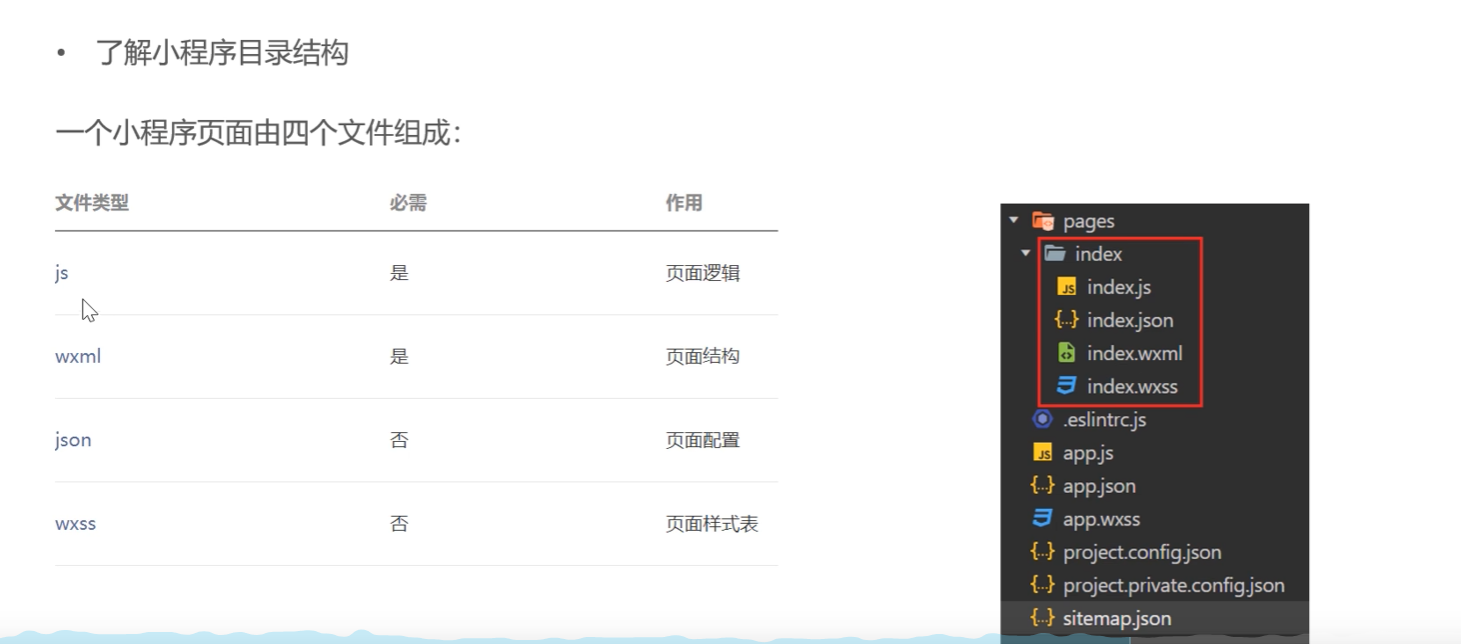 • 了解小程序目录结构
一个小程序页面由四个文件组成：
文件类型 必需 作用
js 是 页面逻辑
wxml 是 页面结构
json 否 页面配置
wxss 否 页面样式表
pages
index
index.js
index.json
index.wxml
index.wxss
.eslintrc.js
app.js
app.json
app.wxss
project.config.json
project.private.config.json
sitemap.json